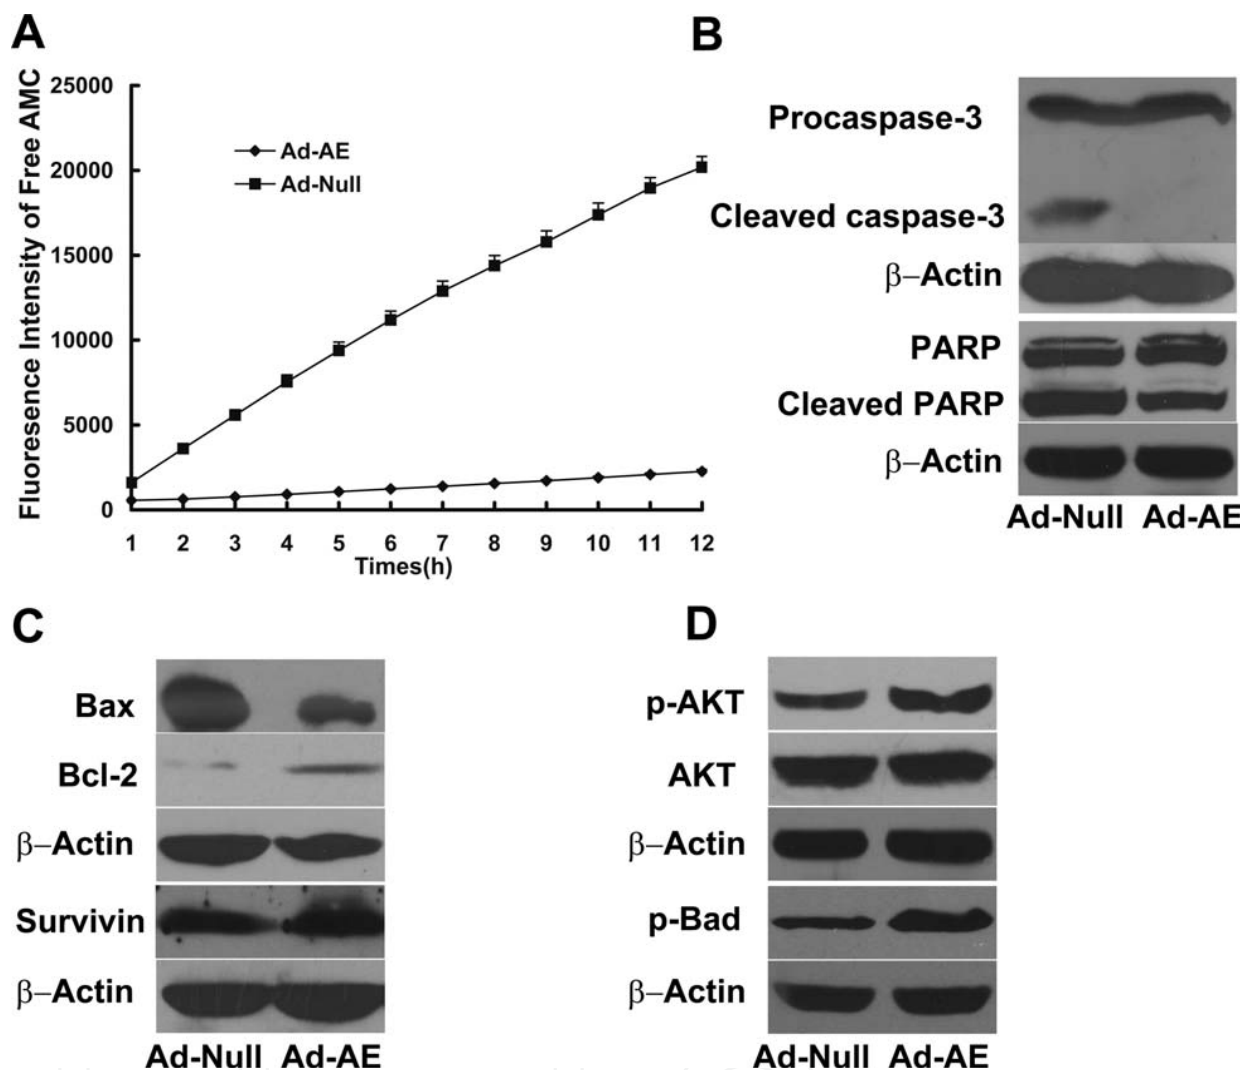 A
Fluoresence Intensity of Free AMC
25000
20000
15000
10000
5000
0
Ad-AE
Ad-Null
1 2 3 4 5 6 7 8 9 10 11 12
Times(h)
B
Procaspase-3
Cleaved caspase-3
β–Actin
PARP
Cleaved PARP
β–Actin
Ad-Null Ad-AE
C
Bax
Bcl-2
β–Actin
Survivin
β–Actin
Ad-Null Ad-AE
D
p-AKT
AKT
β–Actin
p-Bad
β–Actin
Ad-Null Ad-AE